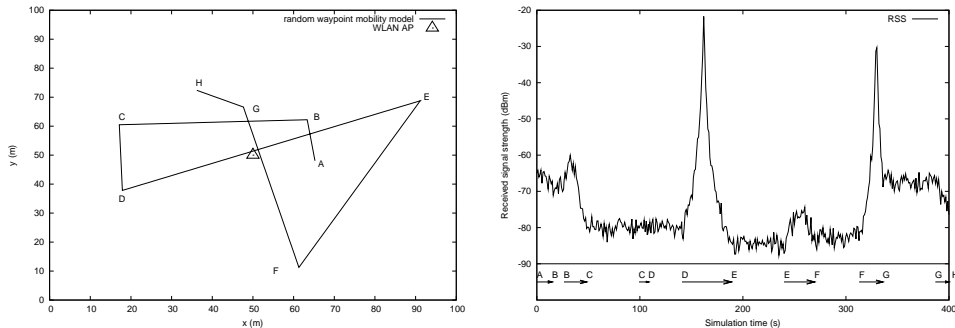 random waypoint mobility model
WLAN AP
100
90
80
70
60
50
40
30
20
10
0
y (m)
H
G
C
B
E
A
D
F
0 10 20 30 40 50 60 70 80 90 100
x (m)
RSS
-20
-30
-40
-50
-60
-70
-80
-90
Received signal strength (dBm)
A B B C C D D E E F F G G H
0 100 200 300 400
Simulation time (s)